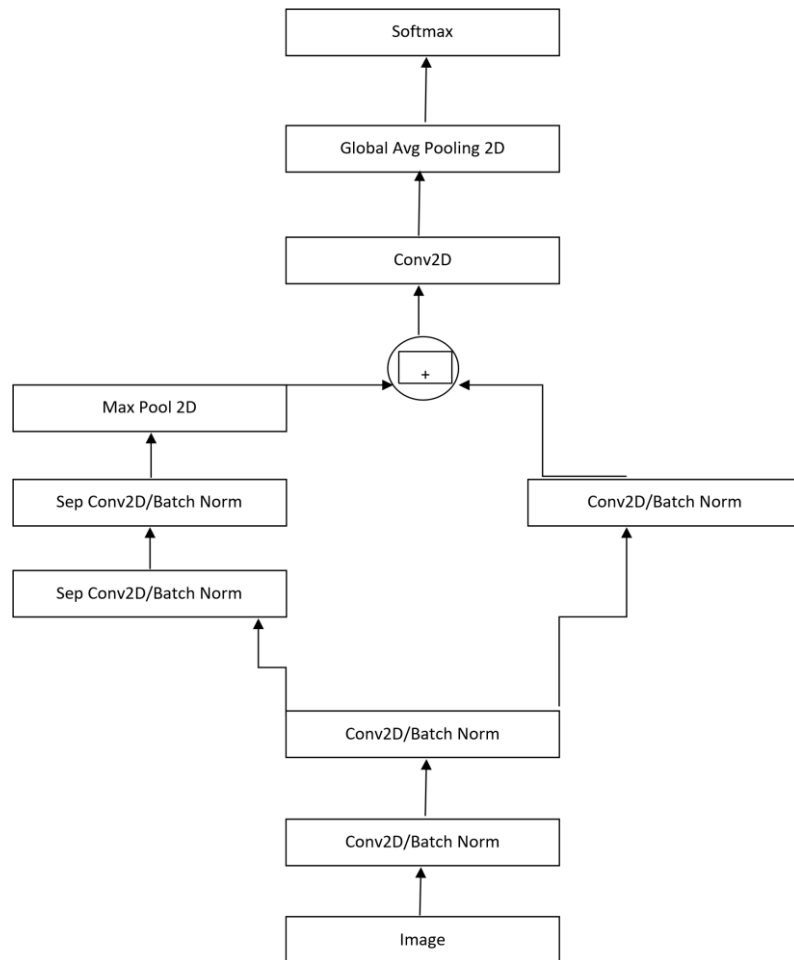 Softmax
Global Avg Pooling 2D
Conv2D
+
Max Pool 2D
Sep Conv2D/Batch Norm
Conv2D/Batch Norm
Sep Conv2D/Batch Norm
Conv2D/Batch Norm
Conv2D/Batch Norm
Image